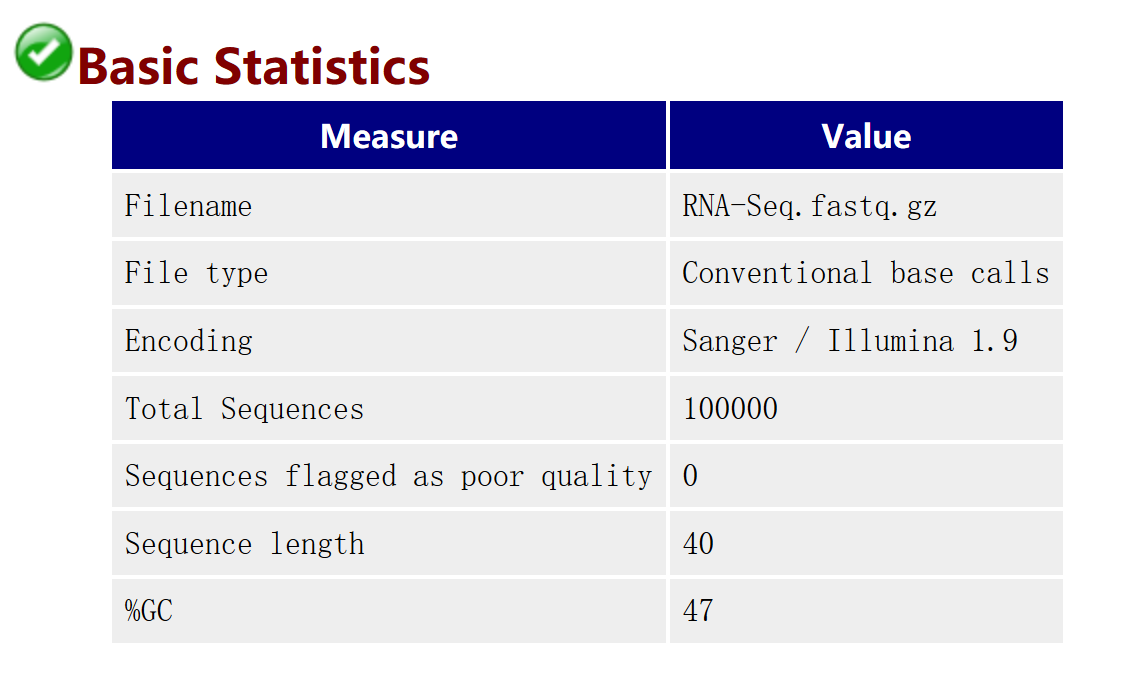 Basic Statistics
Measure Value
Filename RNA-Seq.fastq.gz
File type Conventional base calls
Encoding Sanger / Illumina 1.9
Total Sequences 100000
Sequences flagged as poor quality 0
Sequence length 40
%GC 47